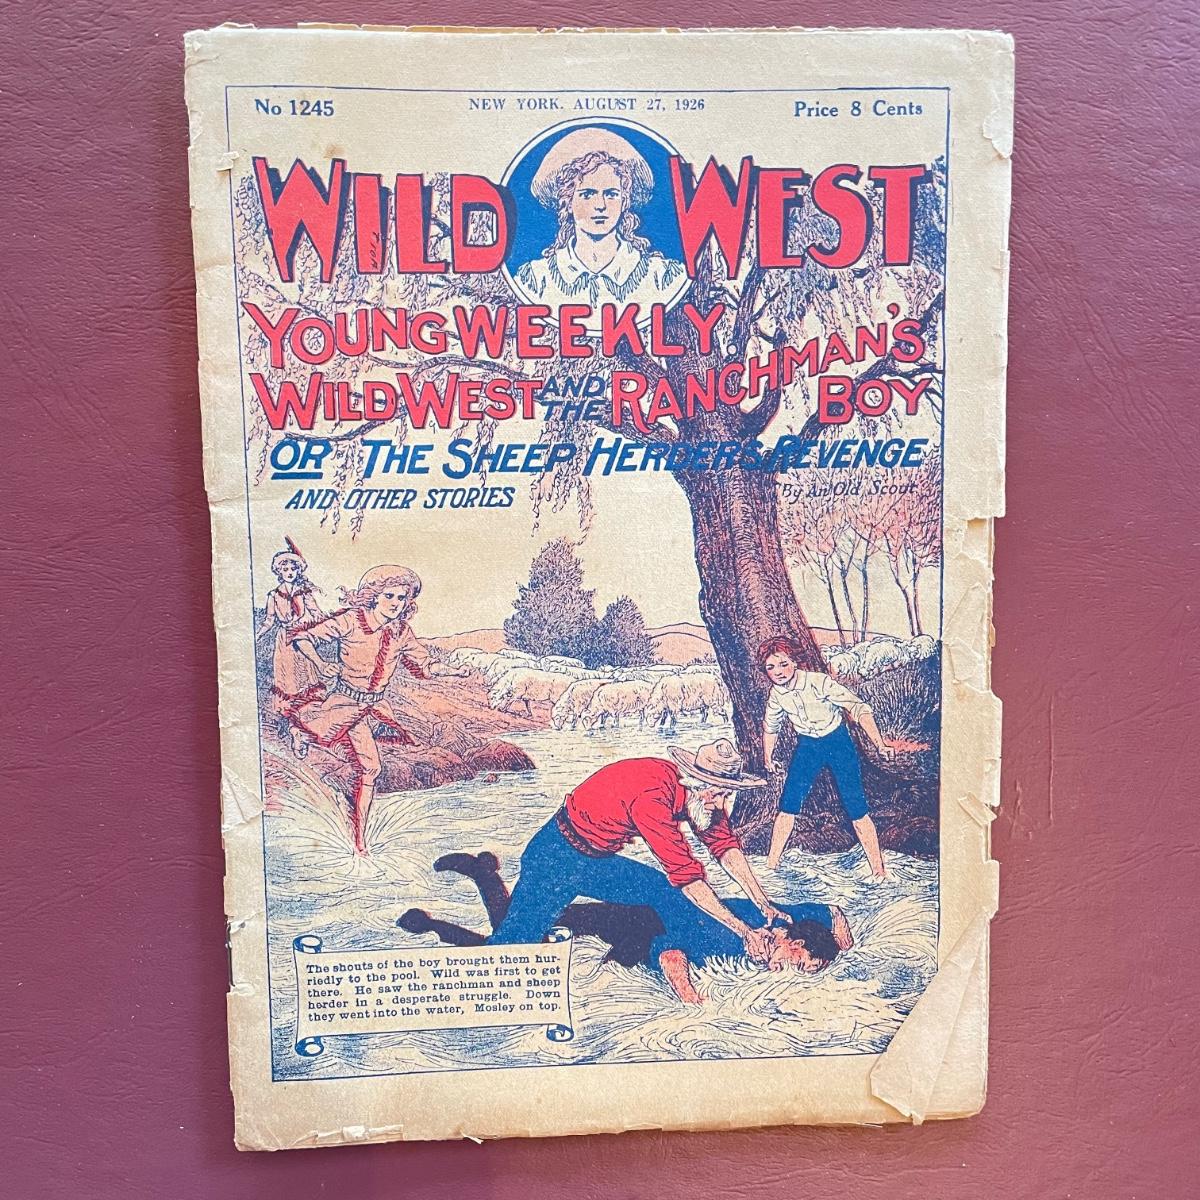 No 1245 NEW YORK. AUGUST 27, 1926 Price 8 Cents
WILD WEST
YOUNG WEEKLY.
WILD WEST AND THE RANCHMAN'S BOY
OR THE SHEEP HERDER'S REVENGE
AND OTHER STORIES By An Old Scout
The shouts of the boy brought them hur-
riedly to the pool. Wild was first to get
there. He saw the ranchman and sheep
herder in a desperate struggle. Down
they went into the water, Mosley on top.